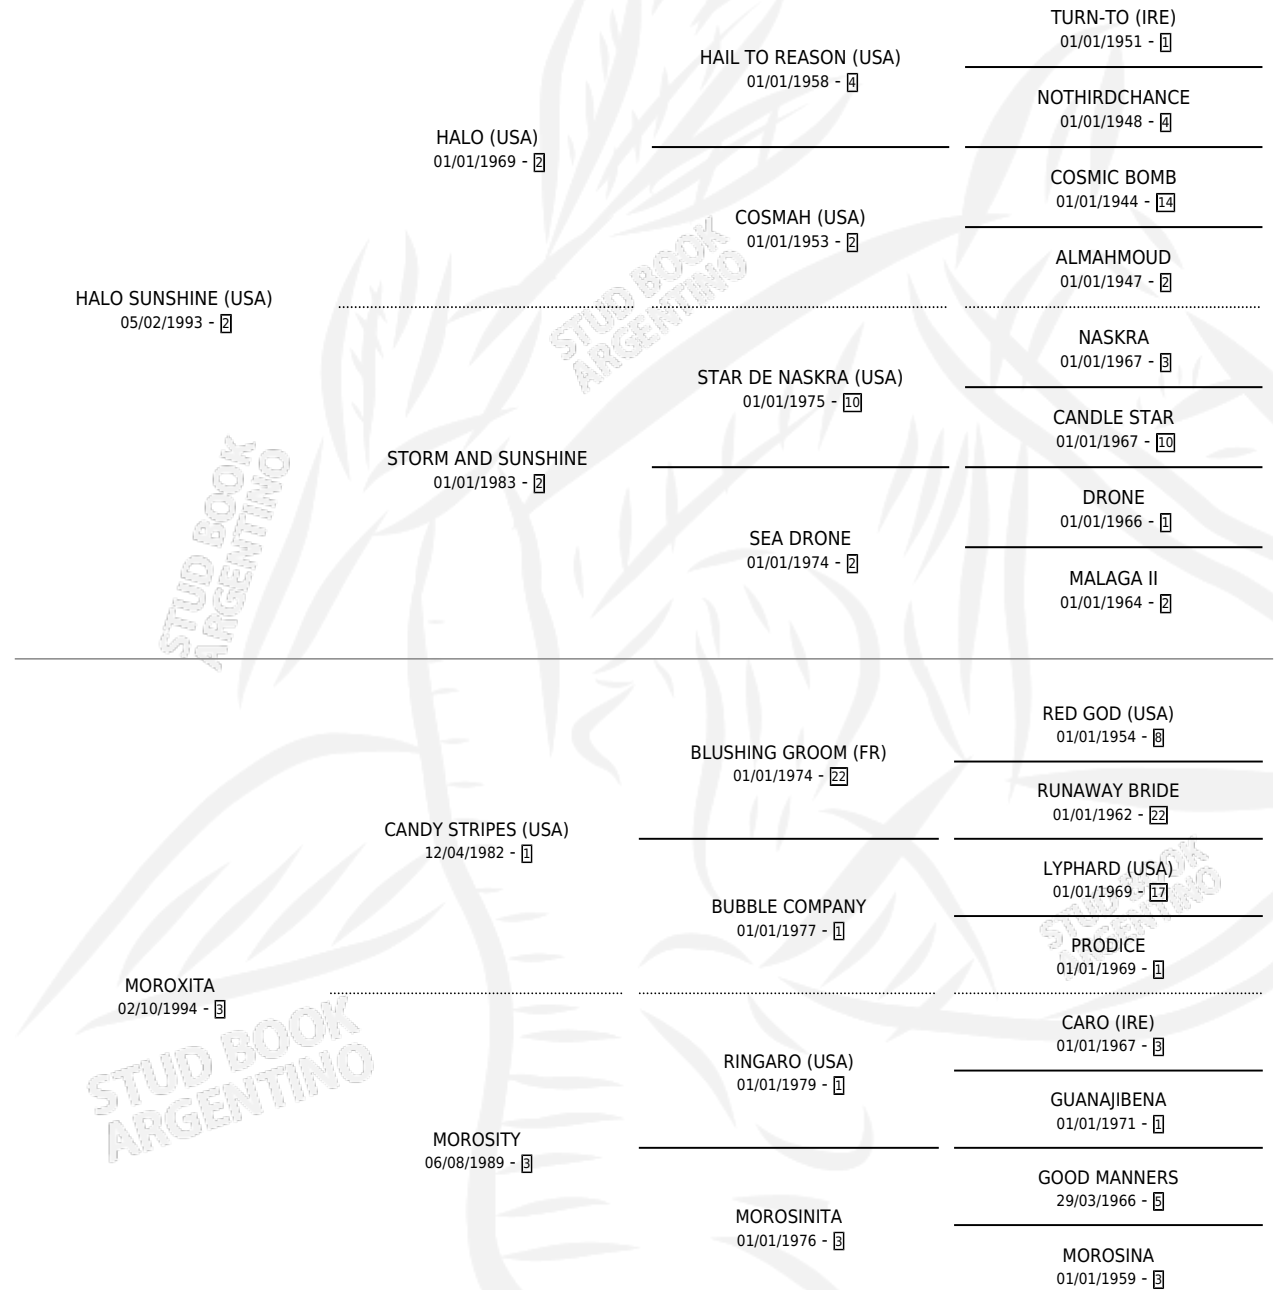 TURN-TO (IRE)
01/01/1951 - 1
HAIL TO REASON (USA)
01/01/1958 - 4
NOTHIRDCHANCE
01/01/1948 - 4
HALO (USA)
01/01/1969 - 2
COSMIC BOMB
01/01/1944 - 14
COSMAH (USA)
01/01/1953 - 2
ALMAHMOUD
01/01/1947 - 2
HALO SUNSHINE (USA)
05/02/1993 - 2
STUD BOOK
ARGENTINO
NASKRA
01/01/1967 - 3
STAR DE NASKRA (USA)
01/01/1975 - 10
CANDLE STAR
01/01/1967 - 10
STORM AND SUNSHINE
01/01/1983 - 2
DRONE
01/01/1966 - 1
SEA DRONE
01/01/1974 - 2
MALAGA II
01/01/1964 - 2
STUD BOOK
ARGENTINO
RED GOD (USA)
01/01/1954 - 8
BLUSHING GROOM (FR)
01/01/1974 - 22
RUNAWAY BRIDE
01/01/1962 - 22
CANDY STRIPES (USA)
12/04/1982 - 1
LYPHARD (USA)
01/01/1969 - 17
BUBBLE COMPANY
01/01/1977 - 1
STUD BOOK
ARGENTINO
PRODICE
01/01/1969 - 1
MOROXITA
02/10/1994 - 3
CARO (IRE)
01/01/1967 - 3
STUD BOOK
ARGENTINO
RINGARO (USA)
01/01/1979 - 1
GUANAJIBENA
01/01/1971 - 1
MOROSITY
06/08/1989 - 3
GOOD MANNERS
29/03/1966 - 5
MOROSINITA
01/01/1976 - 3
MOROSINA
01/01/1959 - 3